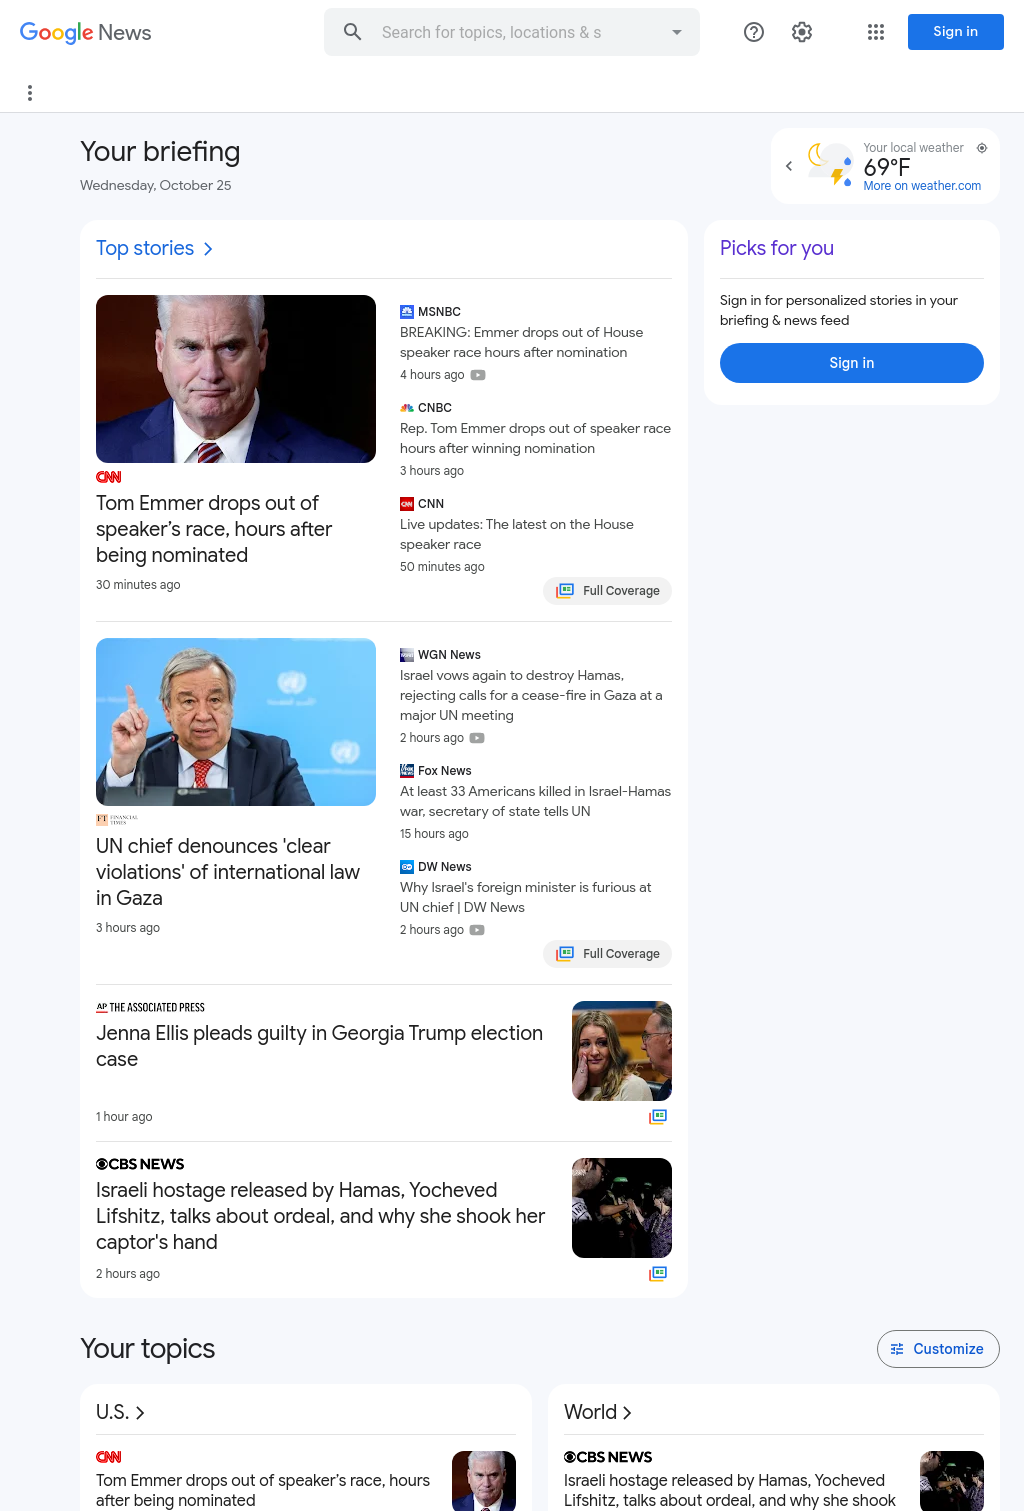 Google News
Search for topics, locations & s
Sign in
Your briefing
Wednesday, October 25
Your local weather
69°F
More on weather.com
Top stories
Picks for you
Sign in for personalized stories in your
briefing & news feed
Sign in
CNN
Tom Emmer drops out of
speaker’s race, hours after
being nominated
30 minutes ago
MSNBC
BREAKING: Emmer drops out of House
speaker race hours after nomination
4 hours ago
CNBC
Rep. Tom Emmer drops out of speaker race
hours after winning nomination
3 hours ago
CNN
CNN
Live updates: The latest on the House
speaker race
50 minutes ago
Full Coverage
FT FINANCIAL
TIMES
UN chief denounces 'clear
violations' of international law
in Gaza
3 hours ago
WGN News
Israel vows again to destroy Hamas,
rejecting calls for a cease-fire in Gaza at a
major UN meeting
2 hours ago
Fox News
At least 33 Americans killed in Israel-Hamas
war, secretary of state tells UN
15 hours ago
DW News
Why Israel's foreign minister is furious at
UN chief | DW News
2 hours ago
Full Coverage
AP THE ASSOCIATED PRESS
Jenna Ellis pleads guilty in Georgia Trump election
case
1 hour ago
CBS NEWS
Israeli hostage released by Hamas, Yocheved
Lifshitz, talks about ordeal, and why she shook her
captor's hand
2 hours ago
Your topics
Customize
U.S.
CNN
Tom Emmer drops out of speaker’s race, hours
after being nominated
World
CBS NEWS
Israeli hostage released by Hamas, Yocheved
Lifshitz, talks about ordeal, and why she shook